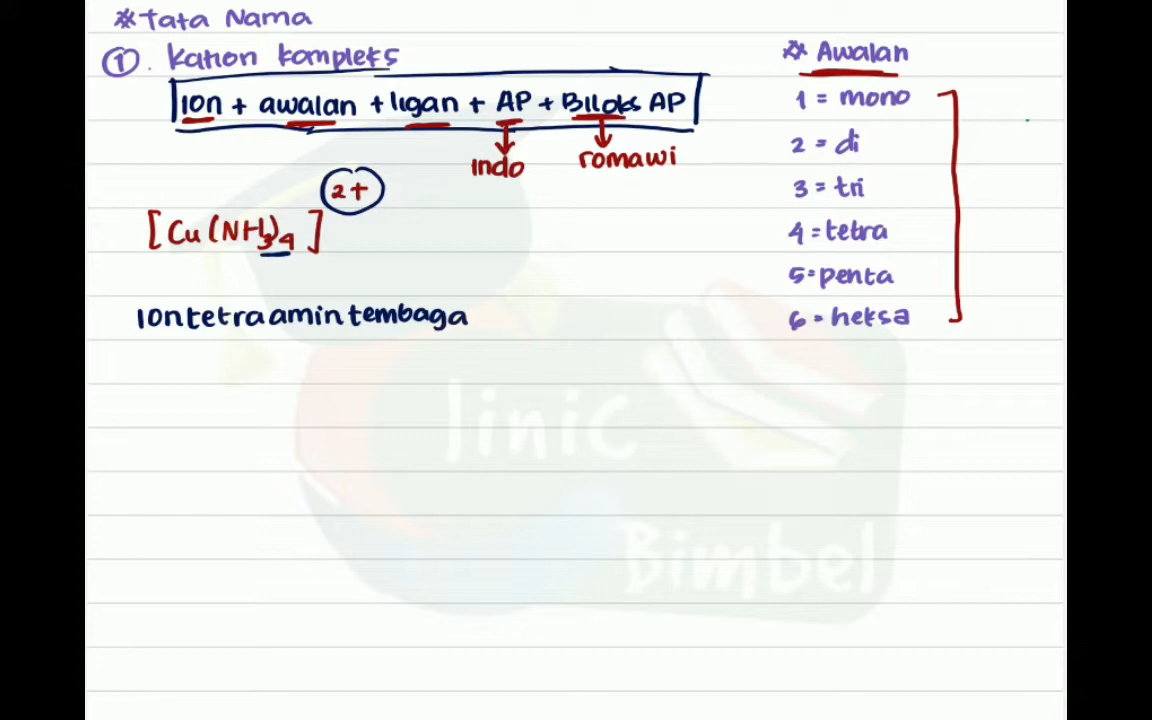 * Tata Nama
① . Kation kompleks
Ion + awalan + ligan + AP + Biloks AP
Indo
romawi
[Cu(NH3)4]2+
Iontetraamintembaga
** Awalan
1 = mono
2 = di
3 = tri
4 = tetra
5 = penta
6 = heksa
Jinic
Bimbel